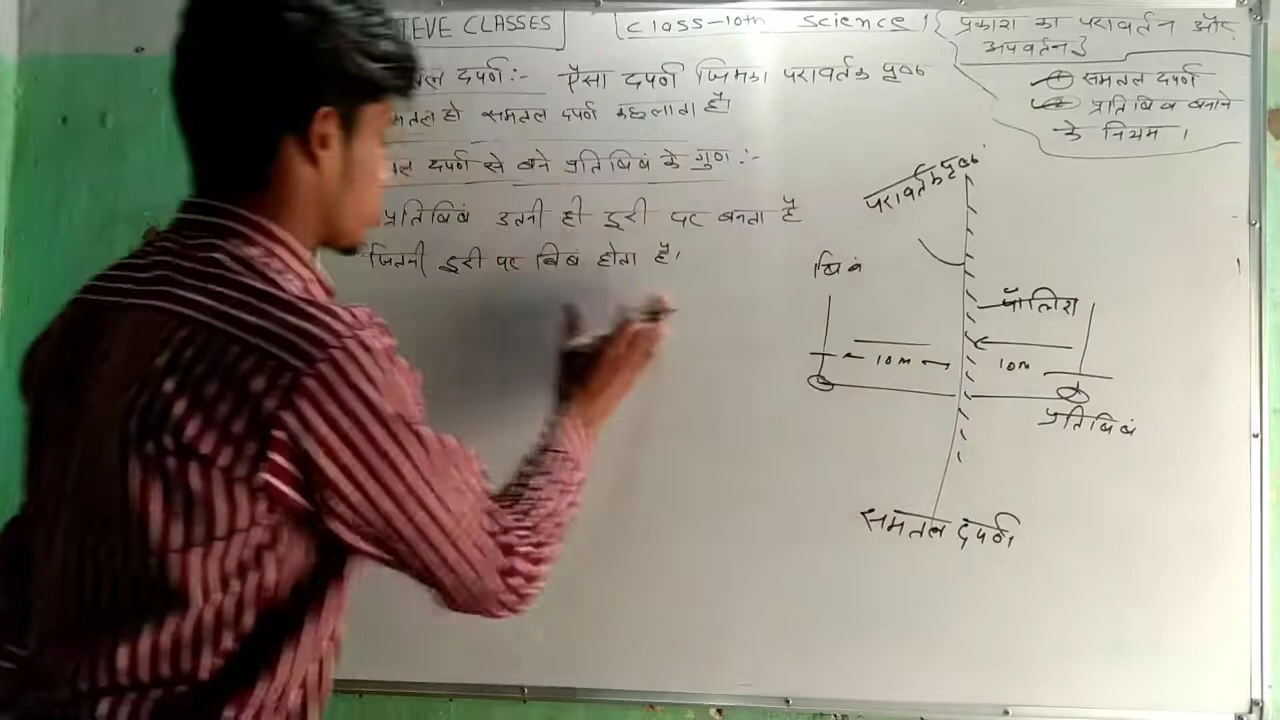 TEVE CLASSES
Class-10th Science
प्रकाश का परावर्तन और
अपवर्तन
समतल दर्पण
प्रतिबिंब बनाने
के नियम ।
दर्पण :- ऐसा दर्पण जिसका परावर्तक पृष्ठ
हो समतल दर्पण कहलाता है।
दर्पण से बने प्रतिबिबं के गुण :-
प्रतिबिबं उतनी ही दूरी पर बनता है
जितनी दूरी पर बिबं होता है।
परावर्तक पृष्ठ
बिबं
पॉलिश
10m
10m
प्रतिबिबं
समतल दर्पण